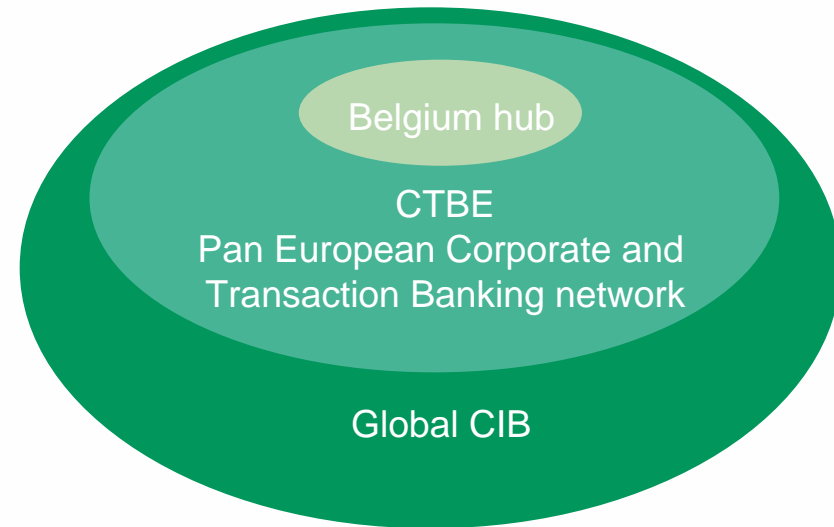 Belgium hub
CTBE
Pan European Corporate and
Transaction Banking network
Global CIB